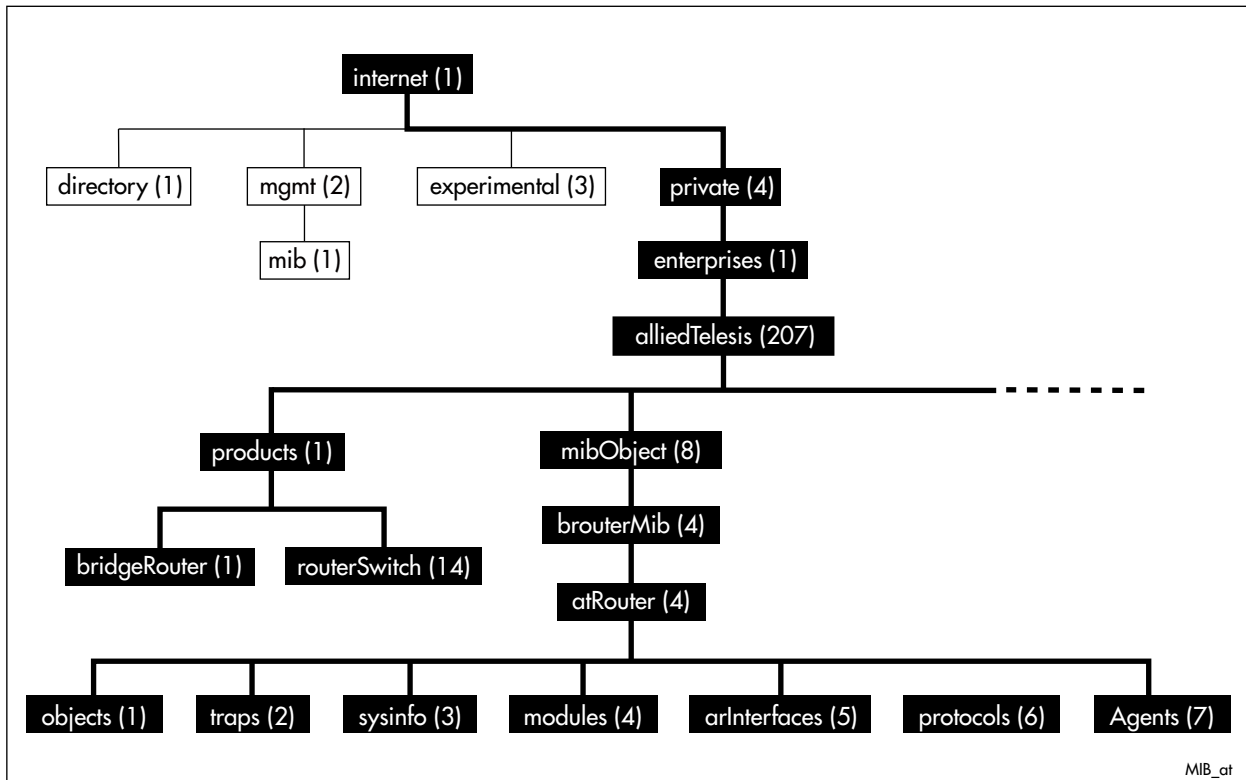 internet (1)
directory (1)
mgmt (2)
experimental (3)
private (4)
mib (1)
enterprises (1)
alliedTelesis (207)
products (1)
mibObject (8)
bridgeRouter (1)
routerSwitch (14)
brouterMib (4)
atRouter (4)
objects (1)
traps (2)
sysinfo (3)
modules (4)
arInterfaces (5)
protocols (6)
Agents (7)
MIB_at